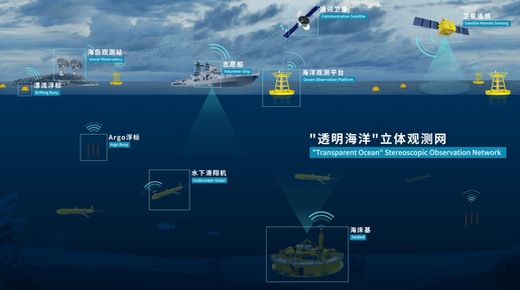 通讯卫星
Communication Satellite
卫星遥感
Satellite Remote Sensing
海岛观测站
Island Observatory
志愿船
Volunteer Ship
海洋观测平台
Ocean Observation Platform
漂流浮标
Drifting Buoy
Argo浮标
Argo Buoy
"透明海洋"立体观测网
"Transparent Ocean" Stereoscopic Observation Network
水下滑翔机
Underwater Glider
海床基
Seabed